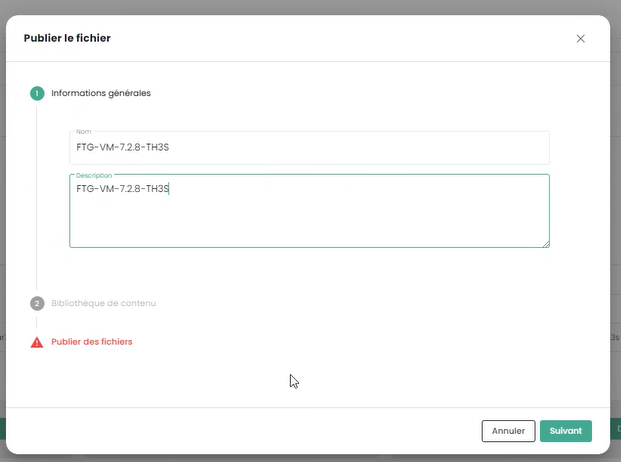 Publier le fichier
1 Informations générales
Nom
FTG-VM-7.2.8-TH3S
Description
FTG-VM-7.2.8-TH3S
2 Bibliothèque de contenu
Publier des fichiers
Annuler Suivant